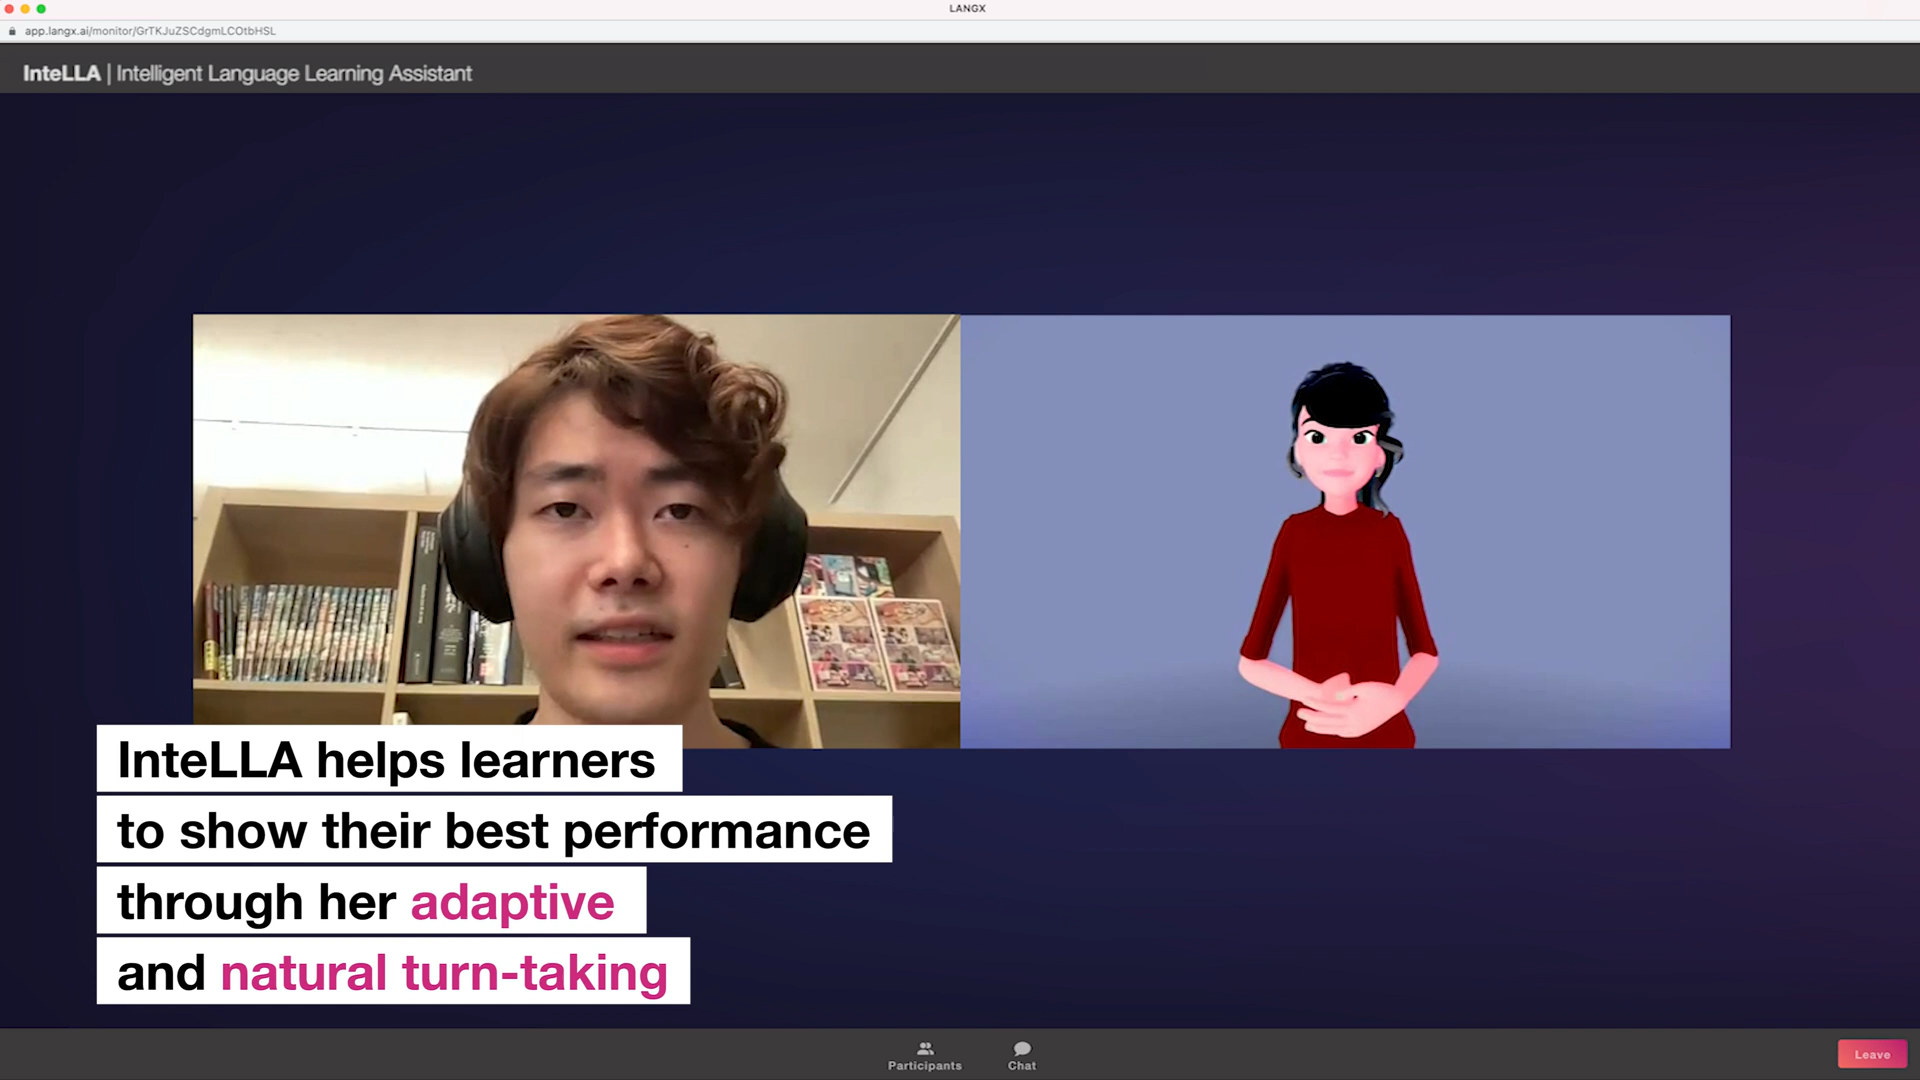 LANGX
app.langx.ai/monitor/GrTKJuZSCdgmLCOtbHSL
InteLLA | Intelligent Language Learning Assistant
InteLLA helps learners
to show their best performance
through her adaptive
and natural turn-taking
Participants
Chat
Leave